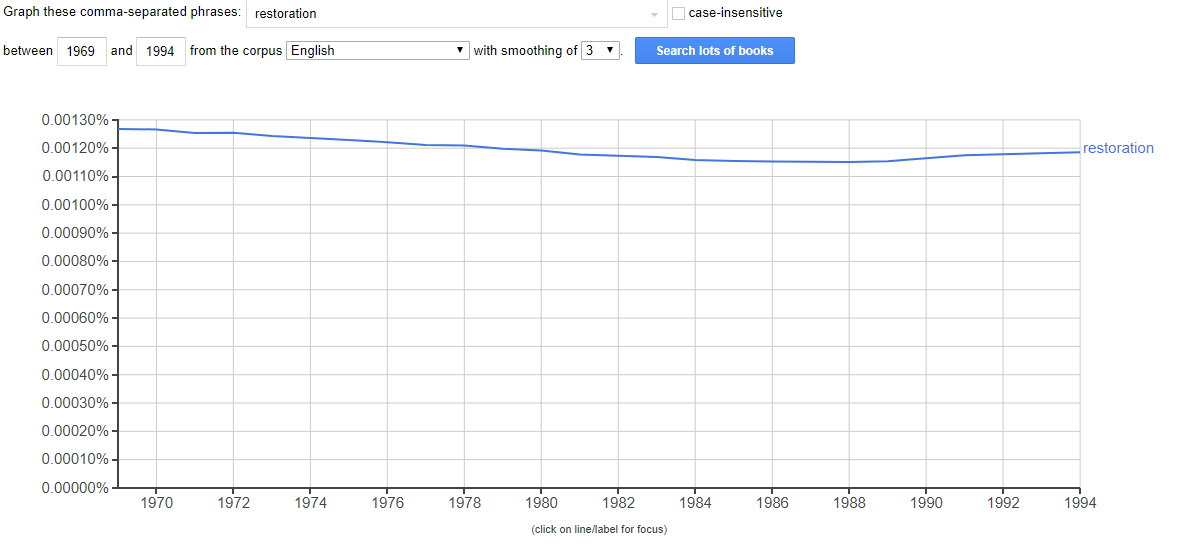 Graph these comma-separated phrases: restoration case-insensitive
between 1969 and 1994 from the corpus English with smoothing of 3 . Search lots of books
0.00130%
0.00120%
restoration
0.00110%
0.00100%
0.00090%
0.00080%
0.00070%
0.00060%
0.00050%
0.00040%
0.00030%
0.00020%
0.00010%
0.00000%
1970 1972 1974 1976 1978 1980 1982 1984 1986 1988 1990 1992 1994
(click on line/label for focus)